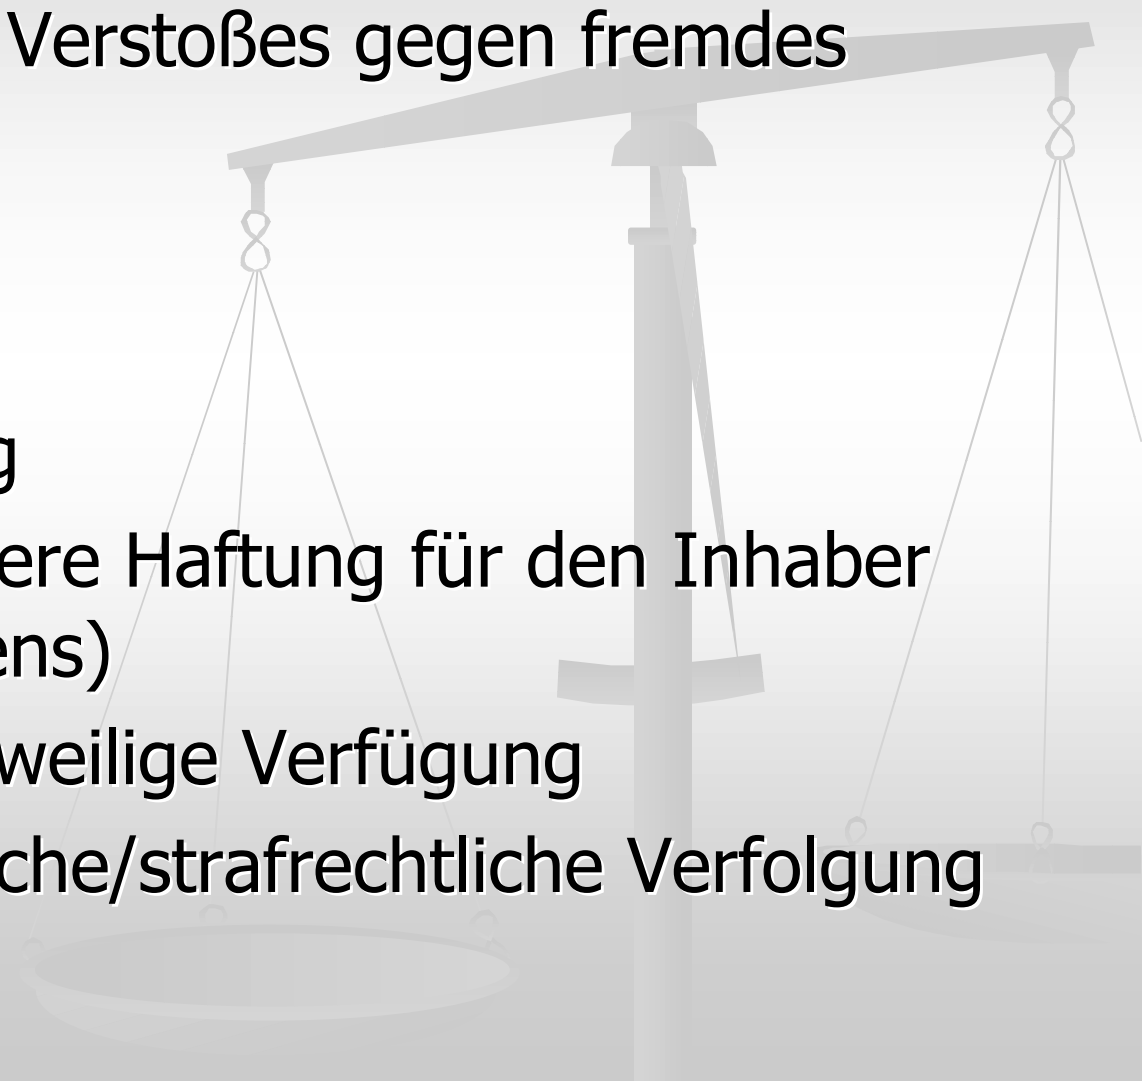 Verstoßes gegen fremdes
g
ere Haftung für den Inhaber
ens)
weilige Verfügung
che/strafrechtliche Verfolgung